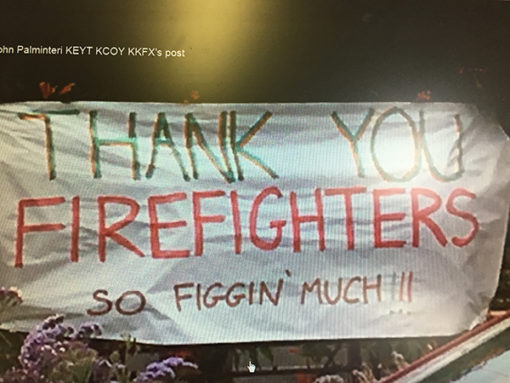 ohn Palminteri KEYT KCOY KKFX's post
THANK YOU
FIREFIGHTERS
SO FIGGIN' MUCH!!!